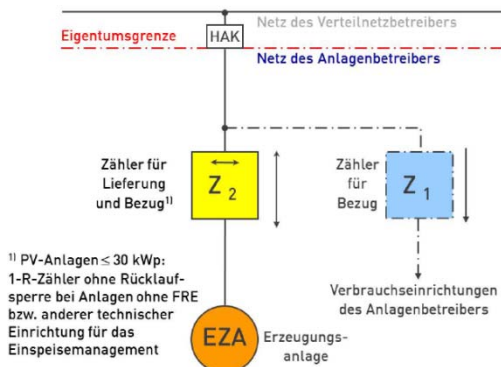 Netz des Verteilnetzbetreibers
Eigentumsgrenze
HAK
Netz des Anlagenbetreibers
Zähler für
Lieferung
und Bezug¹⁾
Z₂
Zähler
für
Bezug
Z₁
¹⁾ PV-Anlagen ≤ 30 kWp:
1-R-Zähler ohne Rücklauf-
sperre bei Anlagen ohne FRE
bzw. anderer technischer
Einrichtung für das
Einspeisemanagement
Verbrauchseinrichtungen
des Anlagenbetreibers
EZA
Erzeugungs-
anlage